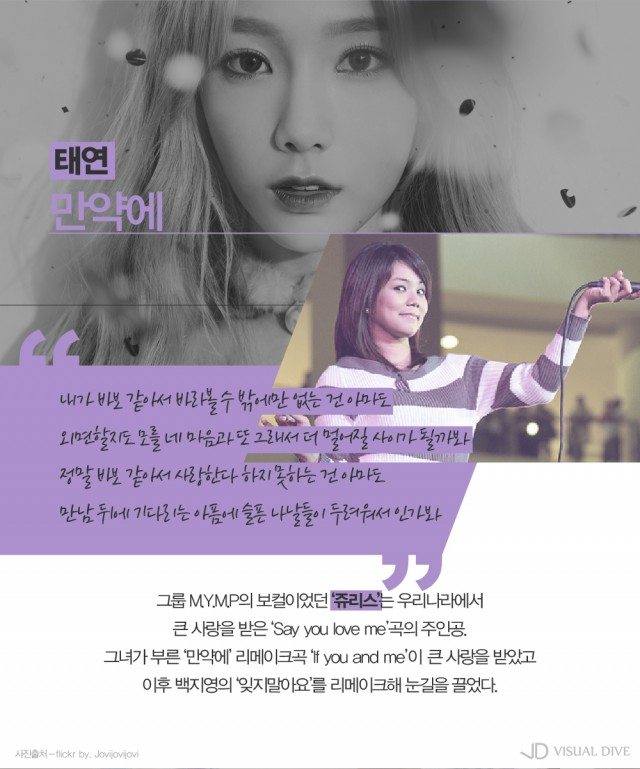 태연
만약에
내가 바보 같아서 바라볼 수 밖에만 없는 건 아마도
외면할지도 모를 네 마음과 또 그래서 더 멀어질 사이가 될까봐
정말 바보 같아서 사랑한다 하지 못하는 건 아마도
만남 뒤에 기다리는 아픔에 슬픈 나날들이 두려워서 인가봐
그룹 M.Y.M.P의 보컬이었던 '쥬리스'는 우리나라에서
큰 사랑을 받은 'Say you love me'곡의 주인공.
그녀가 부른 '만약에' 리메이크곡 'If you and me'이 큰 사랑을 받았고
이후 백지영의 '잊지말아요'를 리메이크해 눈길을 끌었다.
사진출처-flickr by. Jovijovijovi
JD VISUAL DIVE